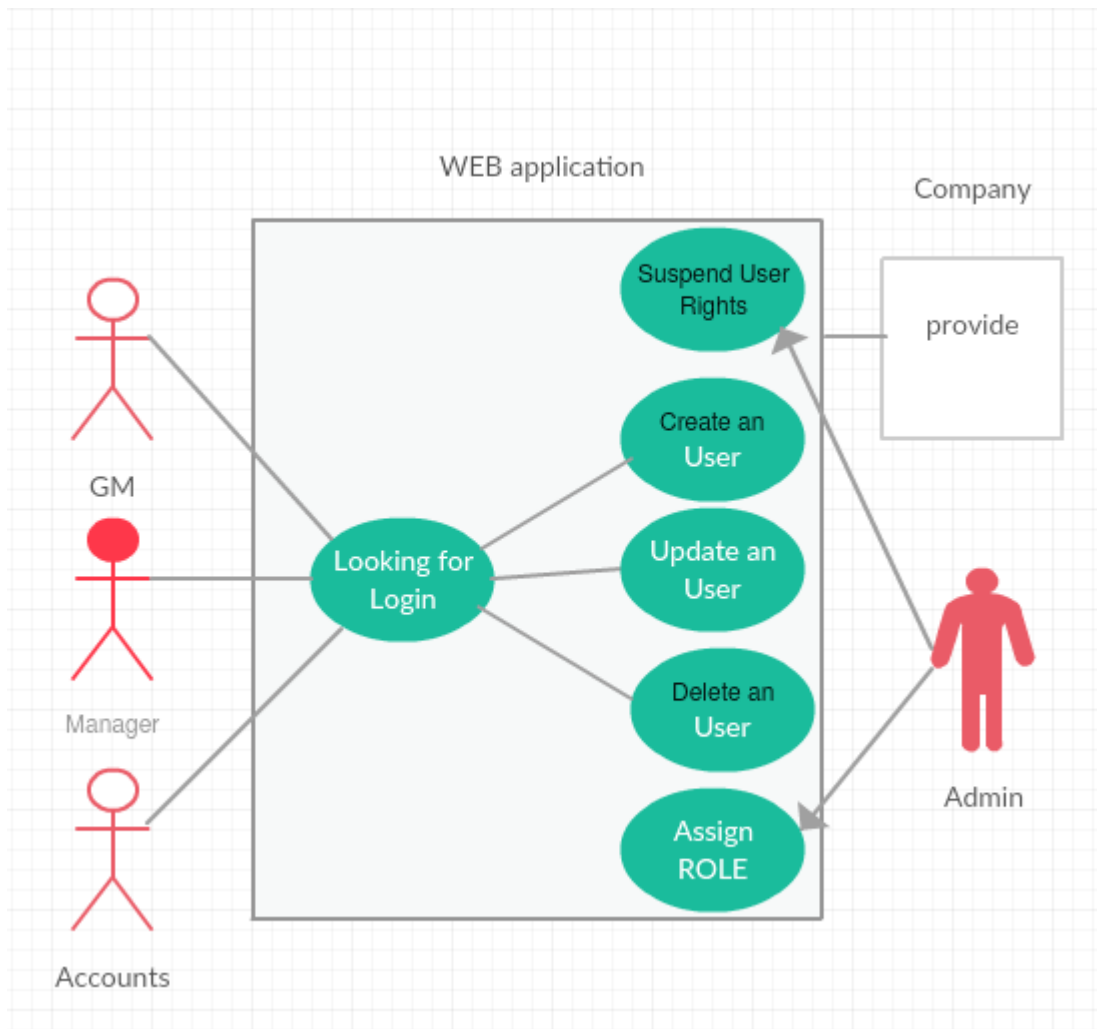 WEB application
Company
Suspend User
Rights
provide
Create an
User
GM
Looking for
Login
Update an
User
Manager
Delete an
User
Admin
Assign
ROLE
Accounts